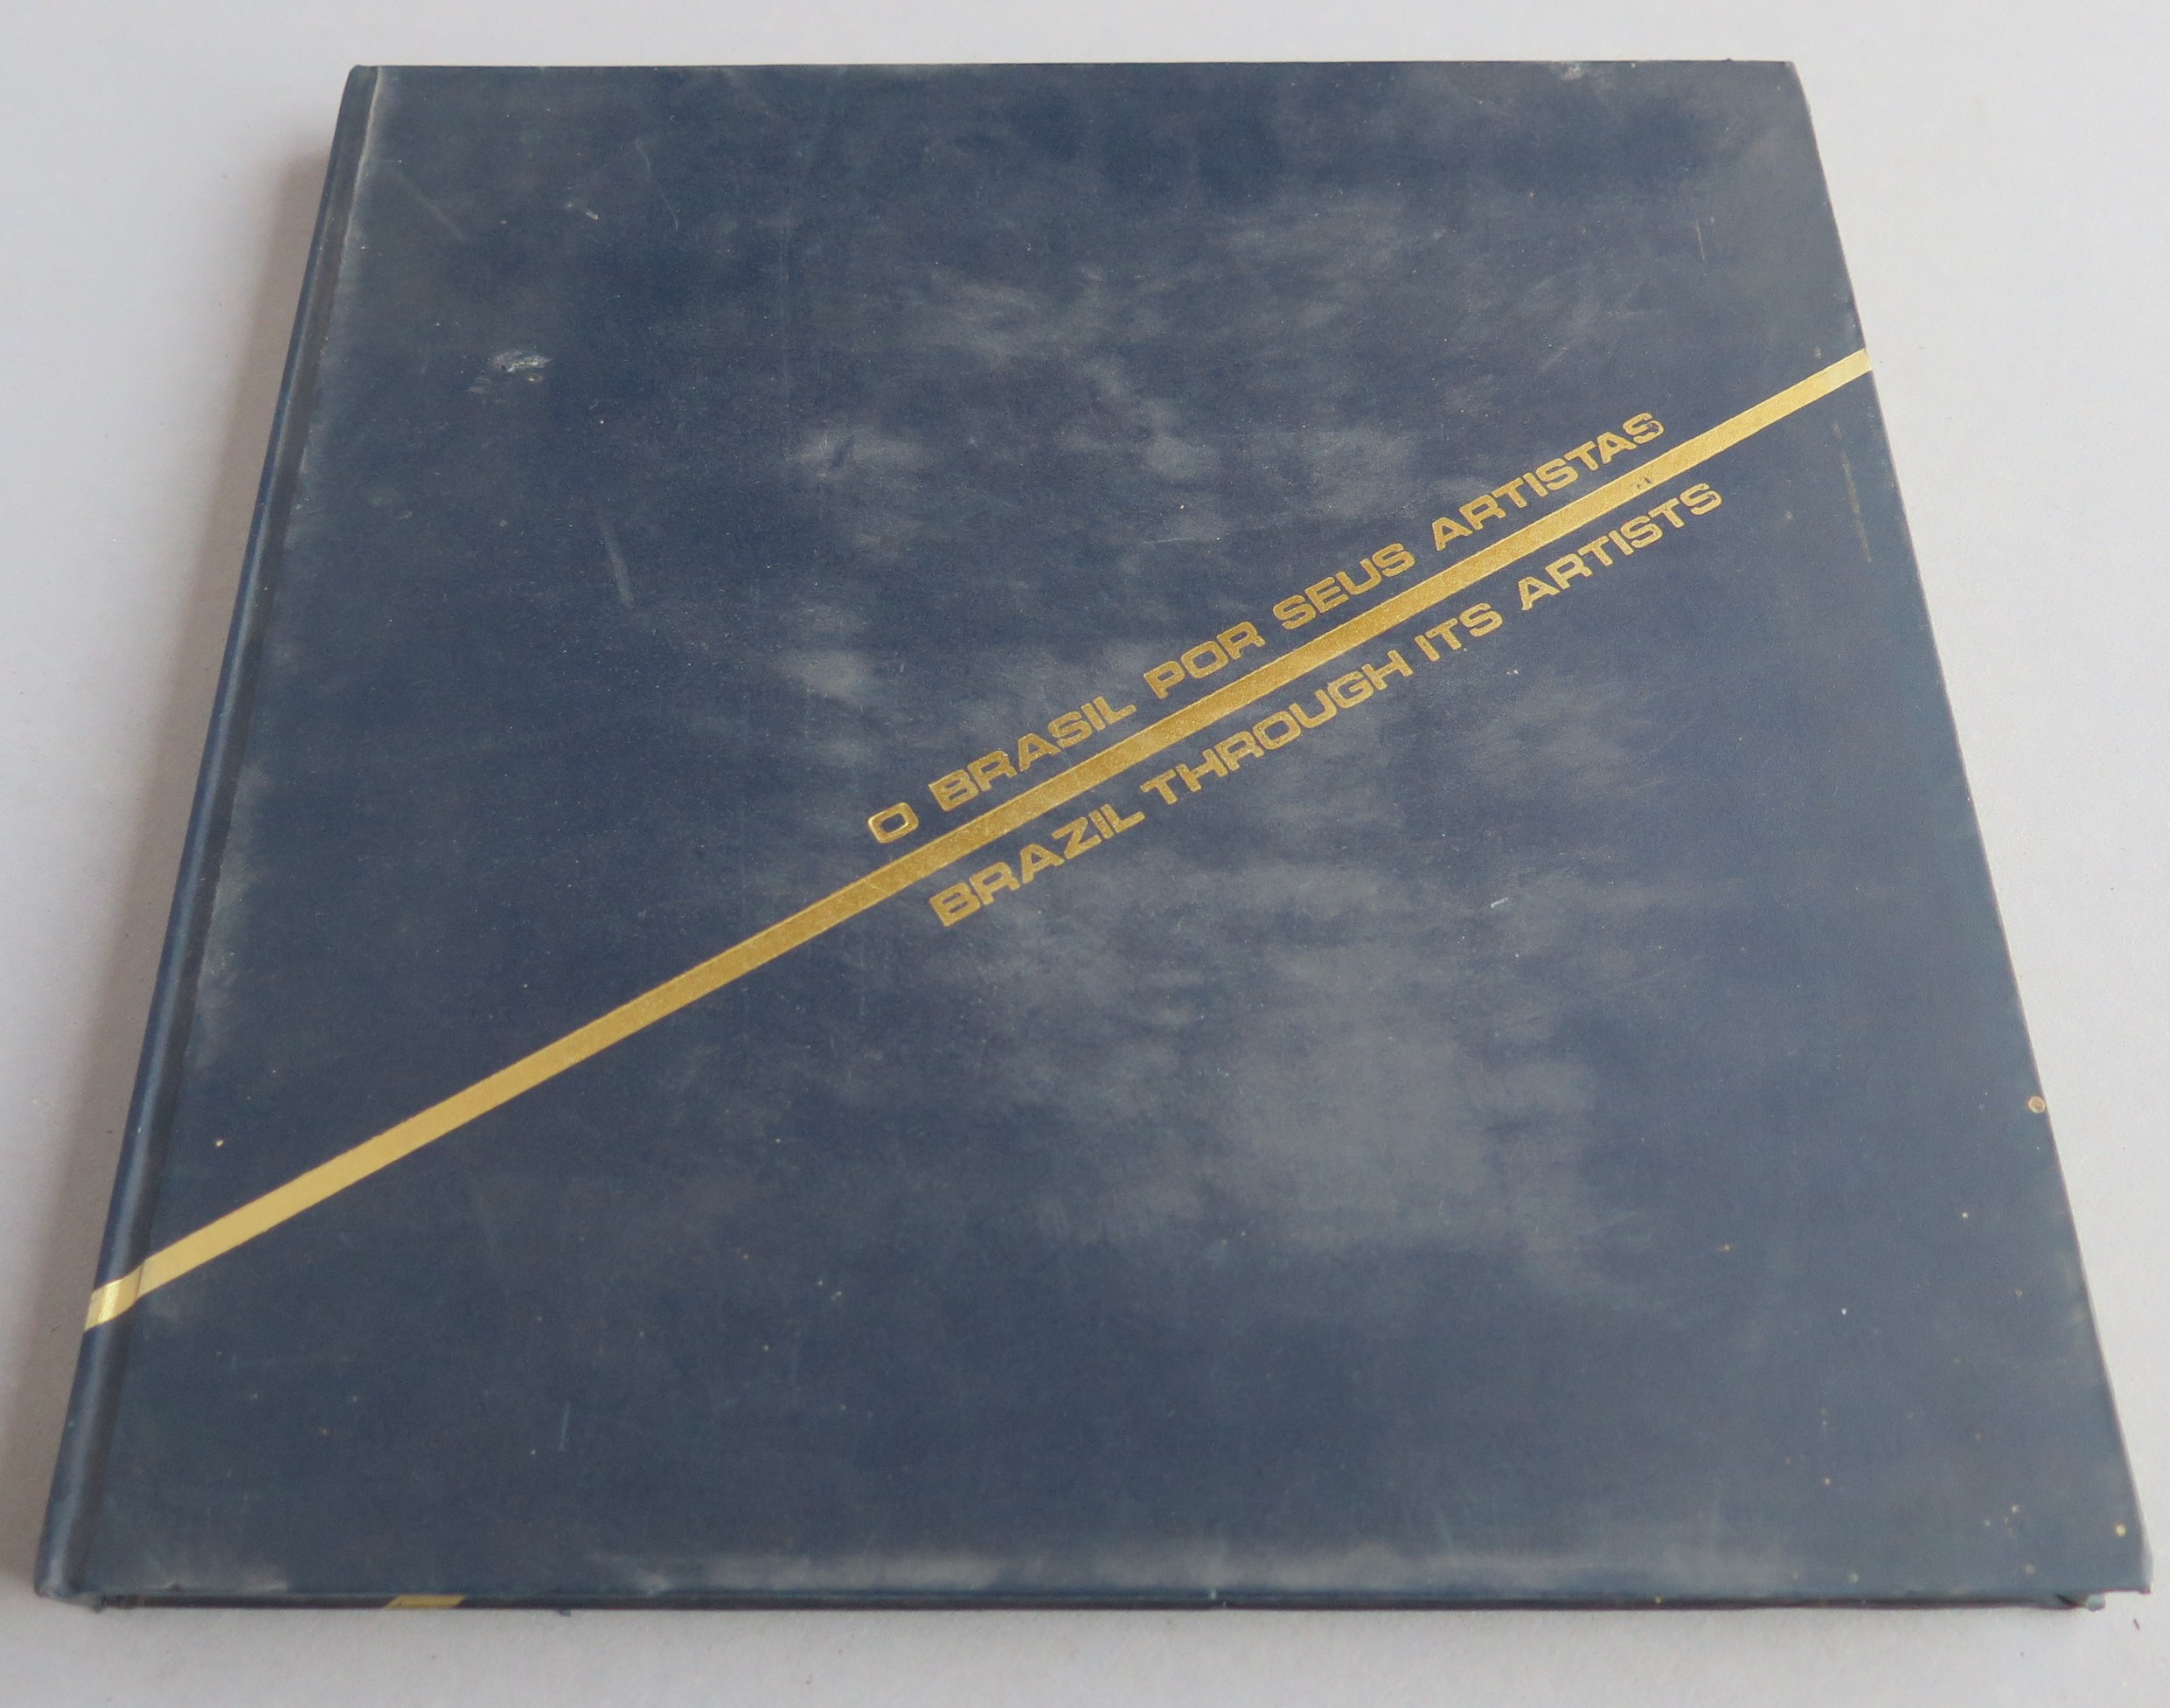 O BRASIL POR SEUS ARTISTAS
BRAZIL THROUGH ITS ARTISTS